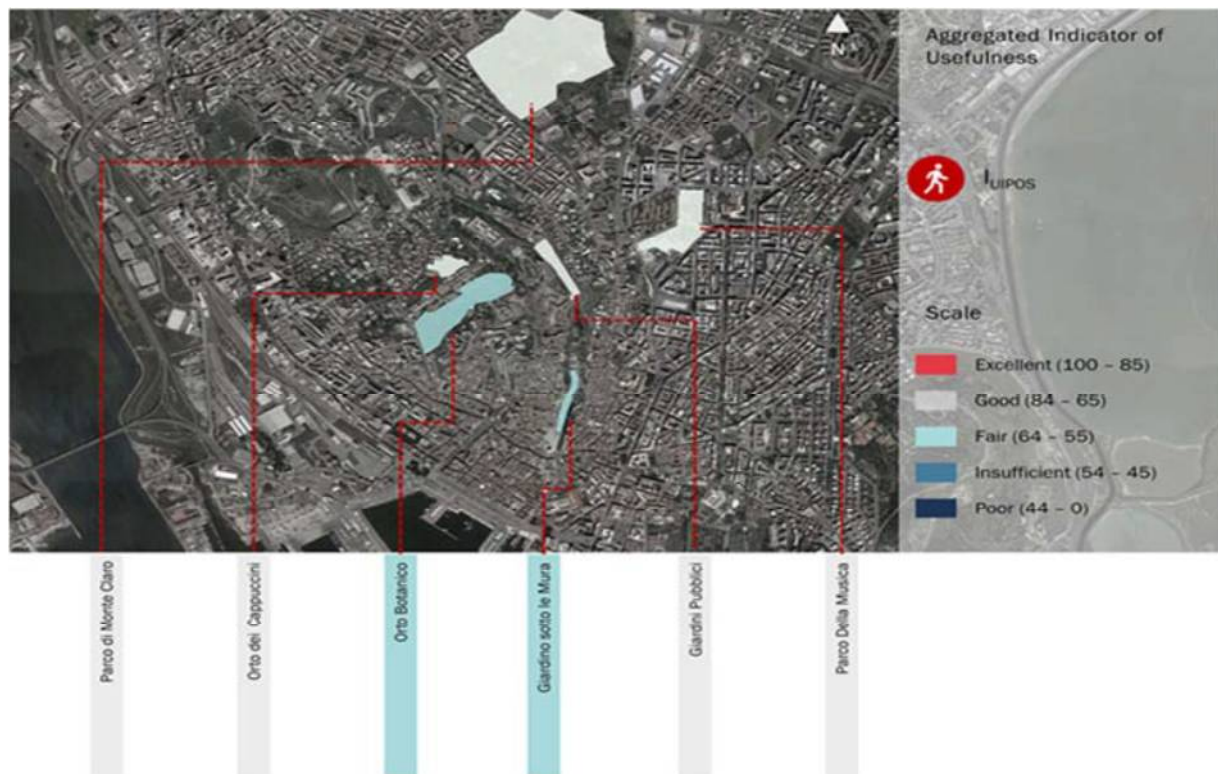 Aggregated Indicator of
Usefulness
N
IUIPOS
Scale
Excellent (100 – 85)
Good (84 – 65)
Fair (64 – 55)
Insufficient (54 – 45)
Poor (44 – 0)
Parco di Monte Claro
Orto dei Cappuccini
Orto Botanico
Giardino sotto le Mura
Giardini Pubblici
Parco Della Musica